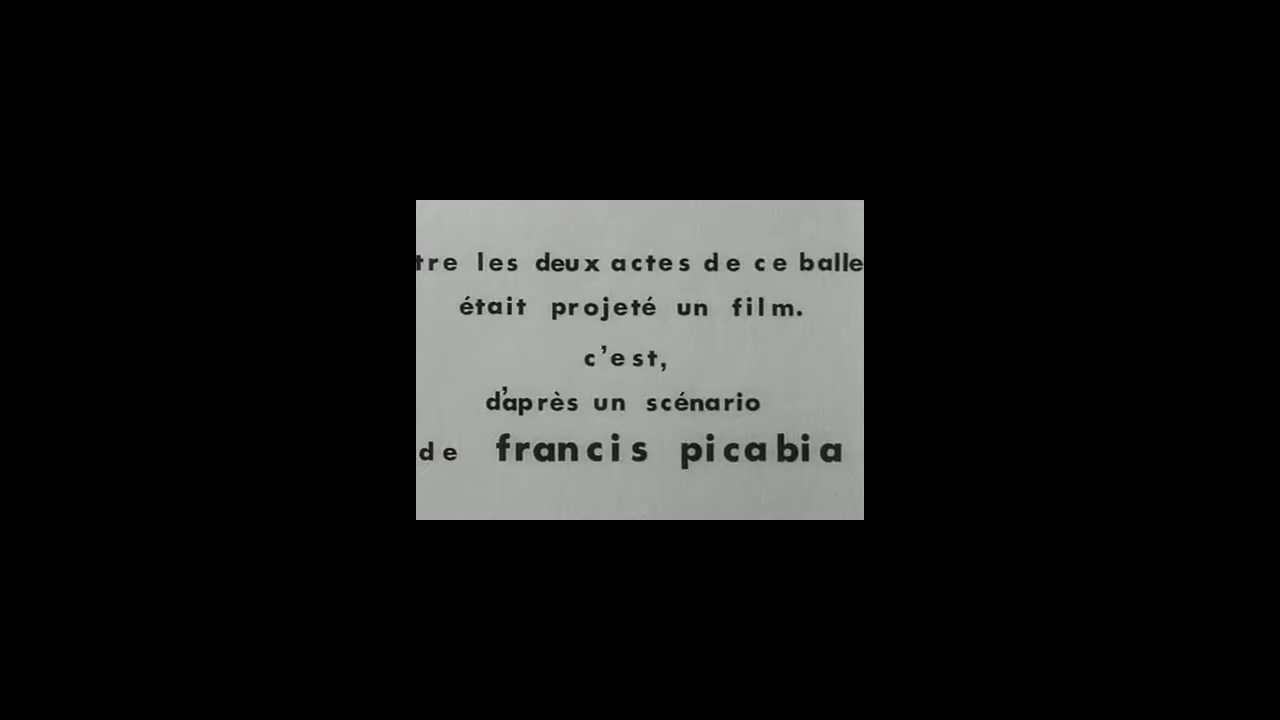 tre les deux actes de ce balle
était projeté un film.
c'est,
d'après un scénario
de francis picabia